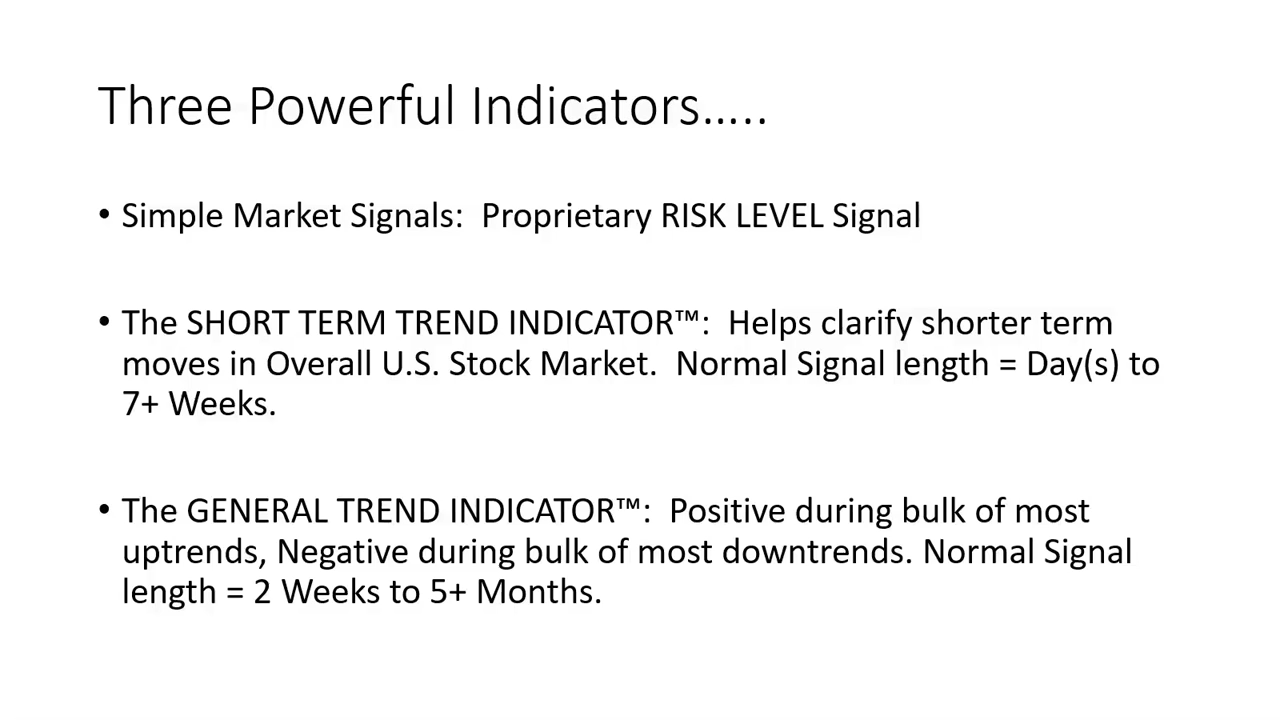 Three Powerful Indicators…..
• Simple Market Signals:  Proprietary RISK LEVEL Signal
• The SHORT TERM TREND INDICATOR™:  Helps clarify shorter term
moves in Overall U.S. Stock Market.  Normal Signal length = Day(s) to
7+ Weeks.
• The GENERAL TREND INDICATOR™:  Positive during bulk of most
uptrends, Negative during bulk of most downtrends. Normal Signal
length = 2 Weeks to 5+ Months.